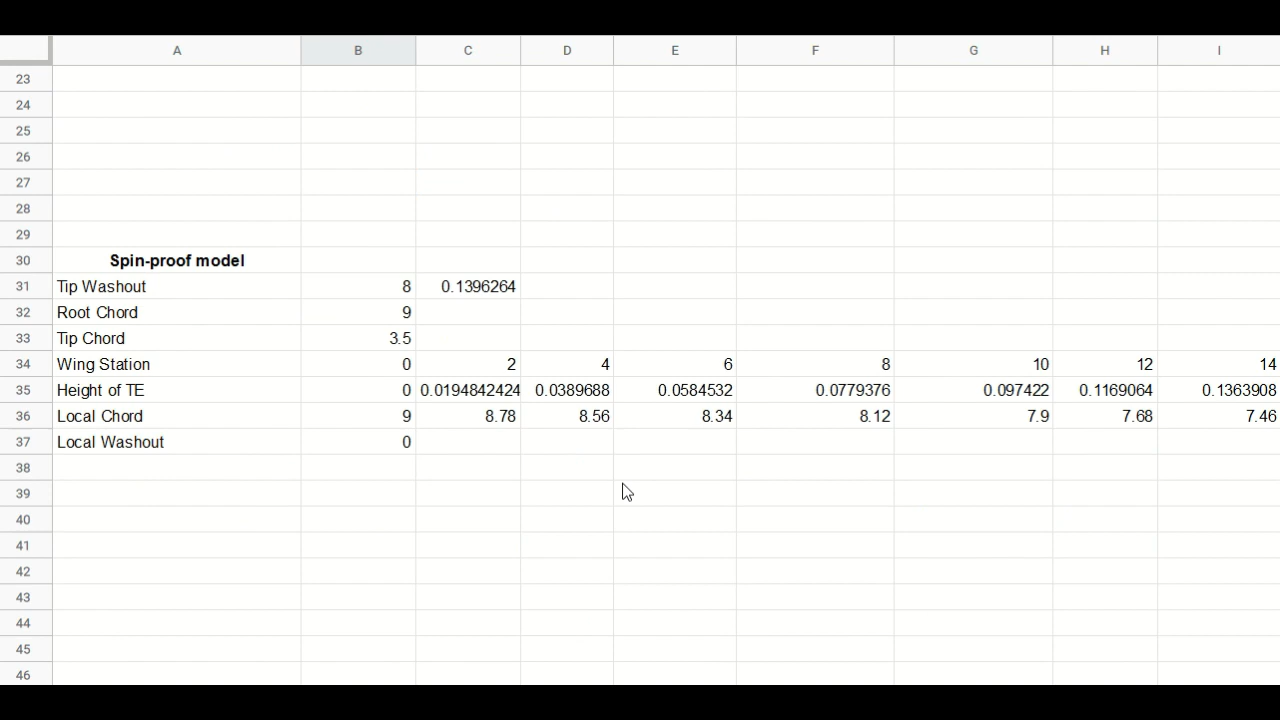 A B C D E F G H I
23
24
25
26
27
28
29
30 Spin-proof model
31 Tip Washout 8 0.1396264
32 Root Chord 9
33 Tip Chord 3.5
34 Wing Station 0 2 4 6 8 10 12 14
35 Height of TE 0 0.0194842424 0.0389688 0.0584532 0.0779376 0.097422 0.1169064 0.1363908
36 Local Chord 9 8.78 8.56 8.34 8.12 7.9 7.68 7.46
37 Local Washout 0
38
39
40
41
42
43
44
45
46